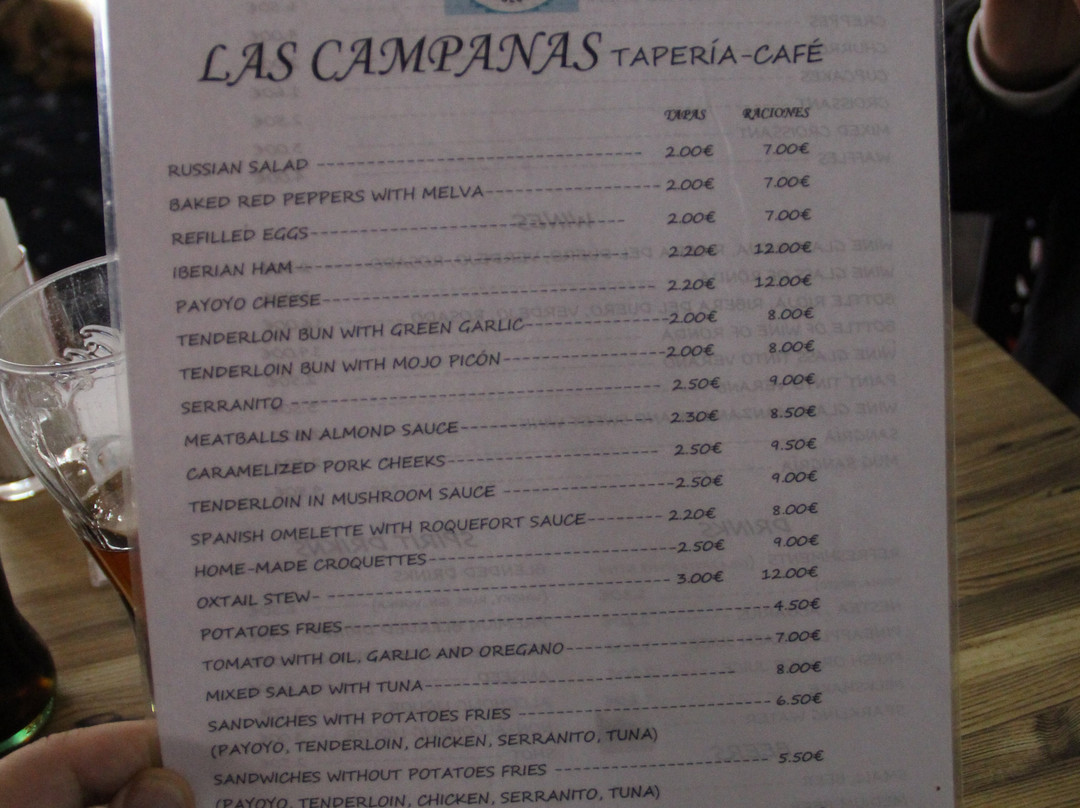 LAS CAMPANAS TAPERÍA-CAFÉ
TAPAS RACIONES
RUSSIAN SALAD 2.00€ 7.00€
BAKED RED PEPPERS WITH MELVA 2.00€ 7.00€
REFILLED EGGS 2.00€ 7.00€
IBERIAN HAM 2.20€ 12.00€
PAYOYO CHEESE 2.20€ 12.00€
TENDERLOIN BUN WITH GREEN GARLIC 2.00€ 8.00€
TENDERLOIN BUN WITH MOJO PICÓN 2.00€ 8.00€
SERRANITO 2.50€ 9.00€
MEATBALLS IN ALMOND SAUCE 2.30€ 8.50€
CARAMELIZED PORK CHEEKS 2.50€ 9.50€
TENDERLOIN IN MUSHROOM SAUCE 2.50€ 9.00€
SPANISH OMELETTE WITH ROQUEFORT SAUCE 2.20€ 8.00€
HOME-MADE CROQUETTES 2.50€ 9.00€
OXTAIL STEW 3.00€ 12.00€
POTATOES FRIES 4.50€
TOMATO WITH OIL, GARLIC AND OREGANO 7.00€
MIXED SALAD WITH TUNA 8.00€
SANDWICHES WITH POTATOES FRIES 6.50€
(PAYOYO, TENDERLOIN, CHICKEN, SERRANITO, TUNA)
SANDWICHES WITHOUT POTATOES FRIES 5.50€
(PAYOYO, TENDERLOIN, CHICKEN, SERRANITO, TUNA)